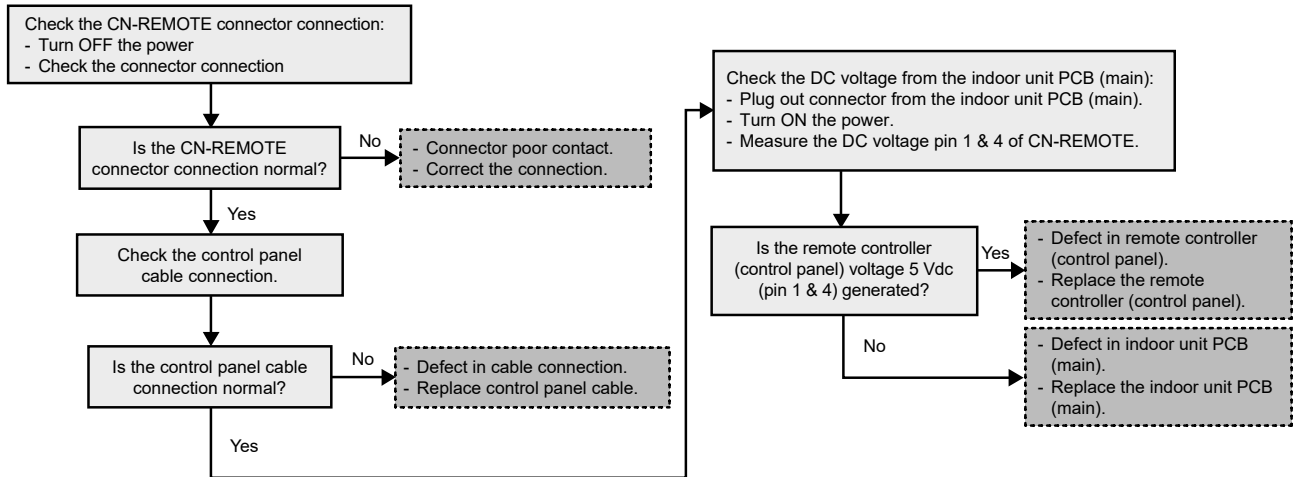 Check the CN-REMOTE connector connection:
- Turn OFF the power
- Check the connector connection
Is the CN-REMOTE
connector connection normal?
No
- Connector poor contact.
- Correct the connection.
Yes
Check the control panel
cable connection.
Is the control panel cable
connection normal?
No
- Defect in cable connection.
- Replace control panel cable.
Yes
Check the DC voltage from the indoor unit PCB (main):
- Plug out connector from the indoor unit PCB (main).
- Turn ON the power.
- Measure the DC voltage pin 1 & 4 of CN-REMOTE.
Is the remote controller
(control panel) voltage 5 Vdc
(pin 1 & 4) generated?
Yes
- Defect in remote controller
(control panel).
- Replace the remote
controller (control panel).
No
- Defect in indoor unit PCB
(main).
- Replace the indoor unit PCB
(main).